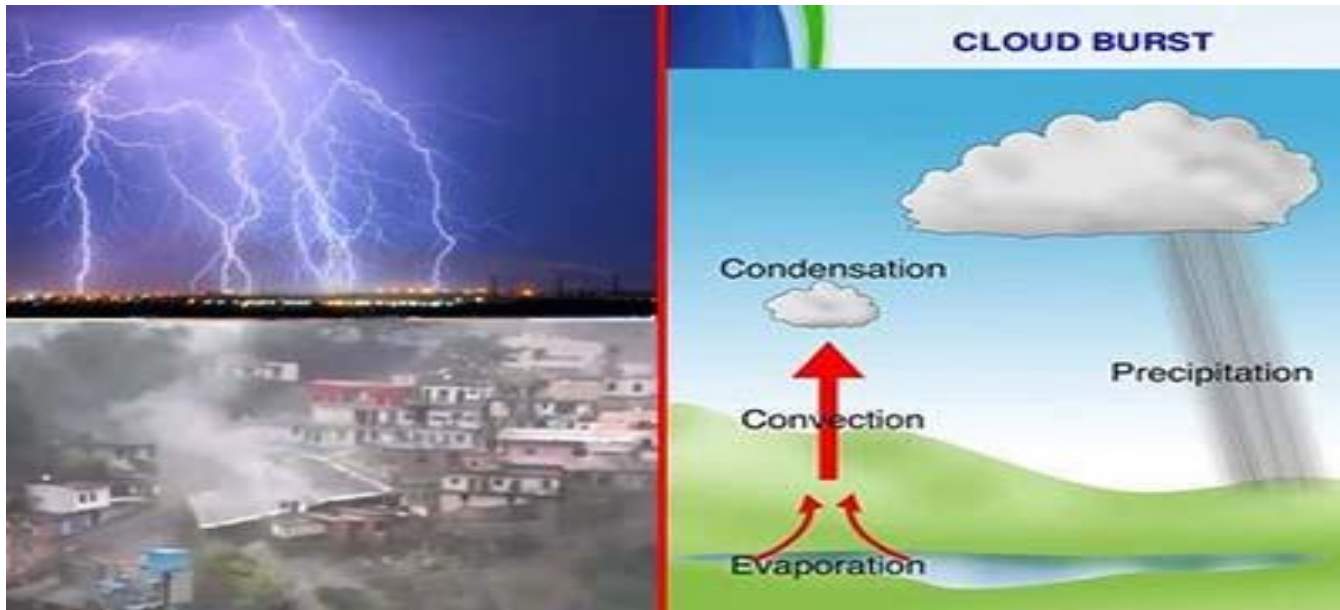 CLOUD BURST
Condensation
Precipitation
Convection
Evaporation